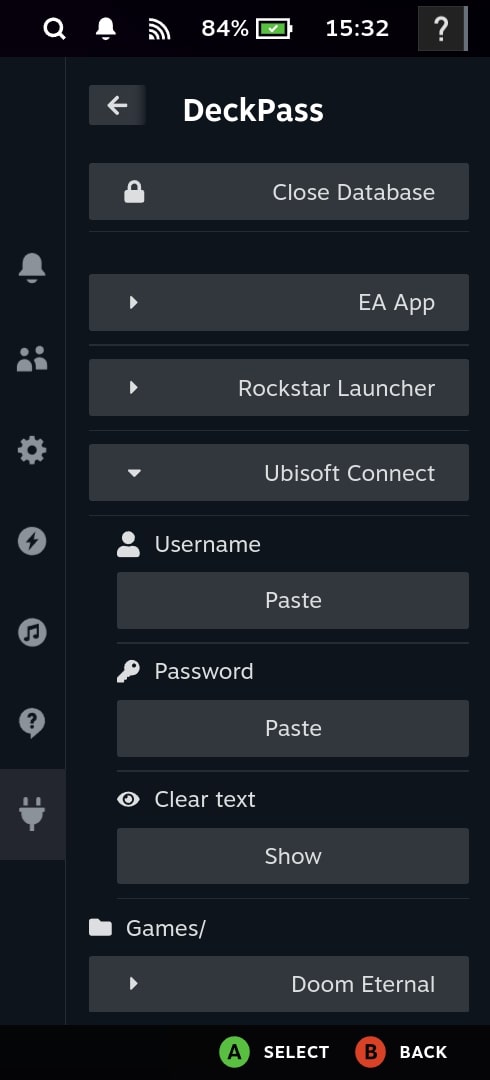 84% 15:32 ?
DeckPass
Close Database
EA App
Rockstar Launcher
Ubisoft Connect
Username
Paste
Password
Paste
Clear text
Show
Games/
Doom Eternal
A SELECT B BACK